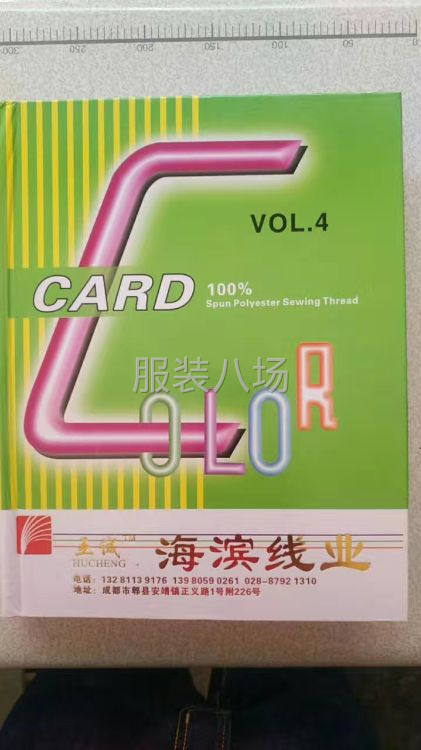 300
250
200
150
100
50
VOL.4
CARD
100%
Spun Polyester Sewing Thread
COLOR
服装八场
HUCHENG
TM
海滨线业
电话：132 8113 9176 139 8059 0261 028-8792 1310
地址：成都市郫县安靖镇正义路1号附226号